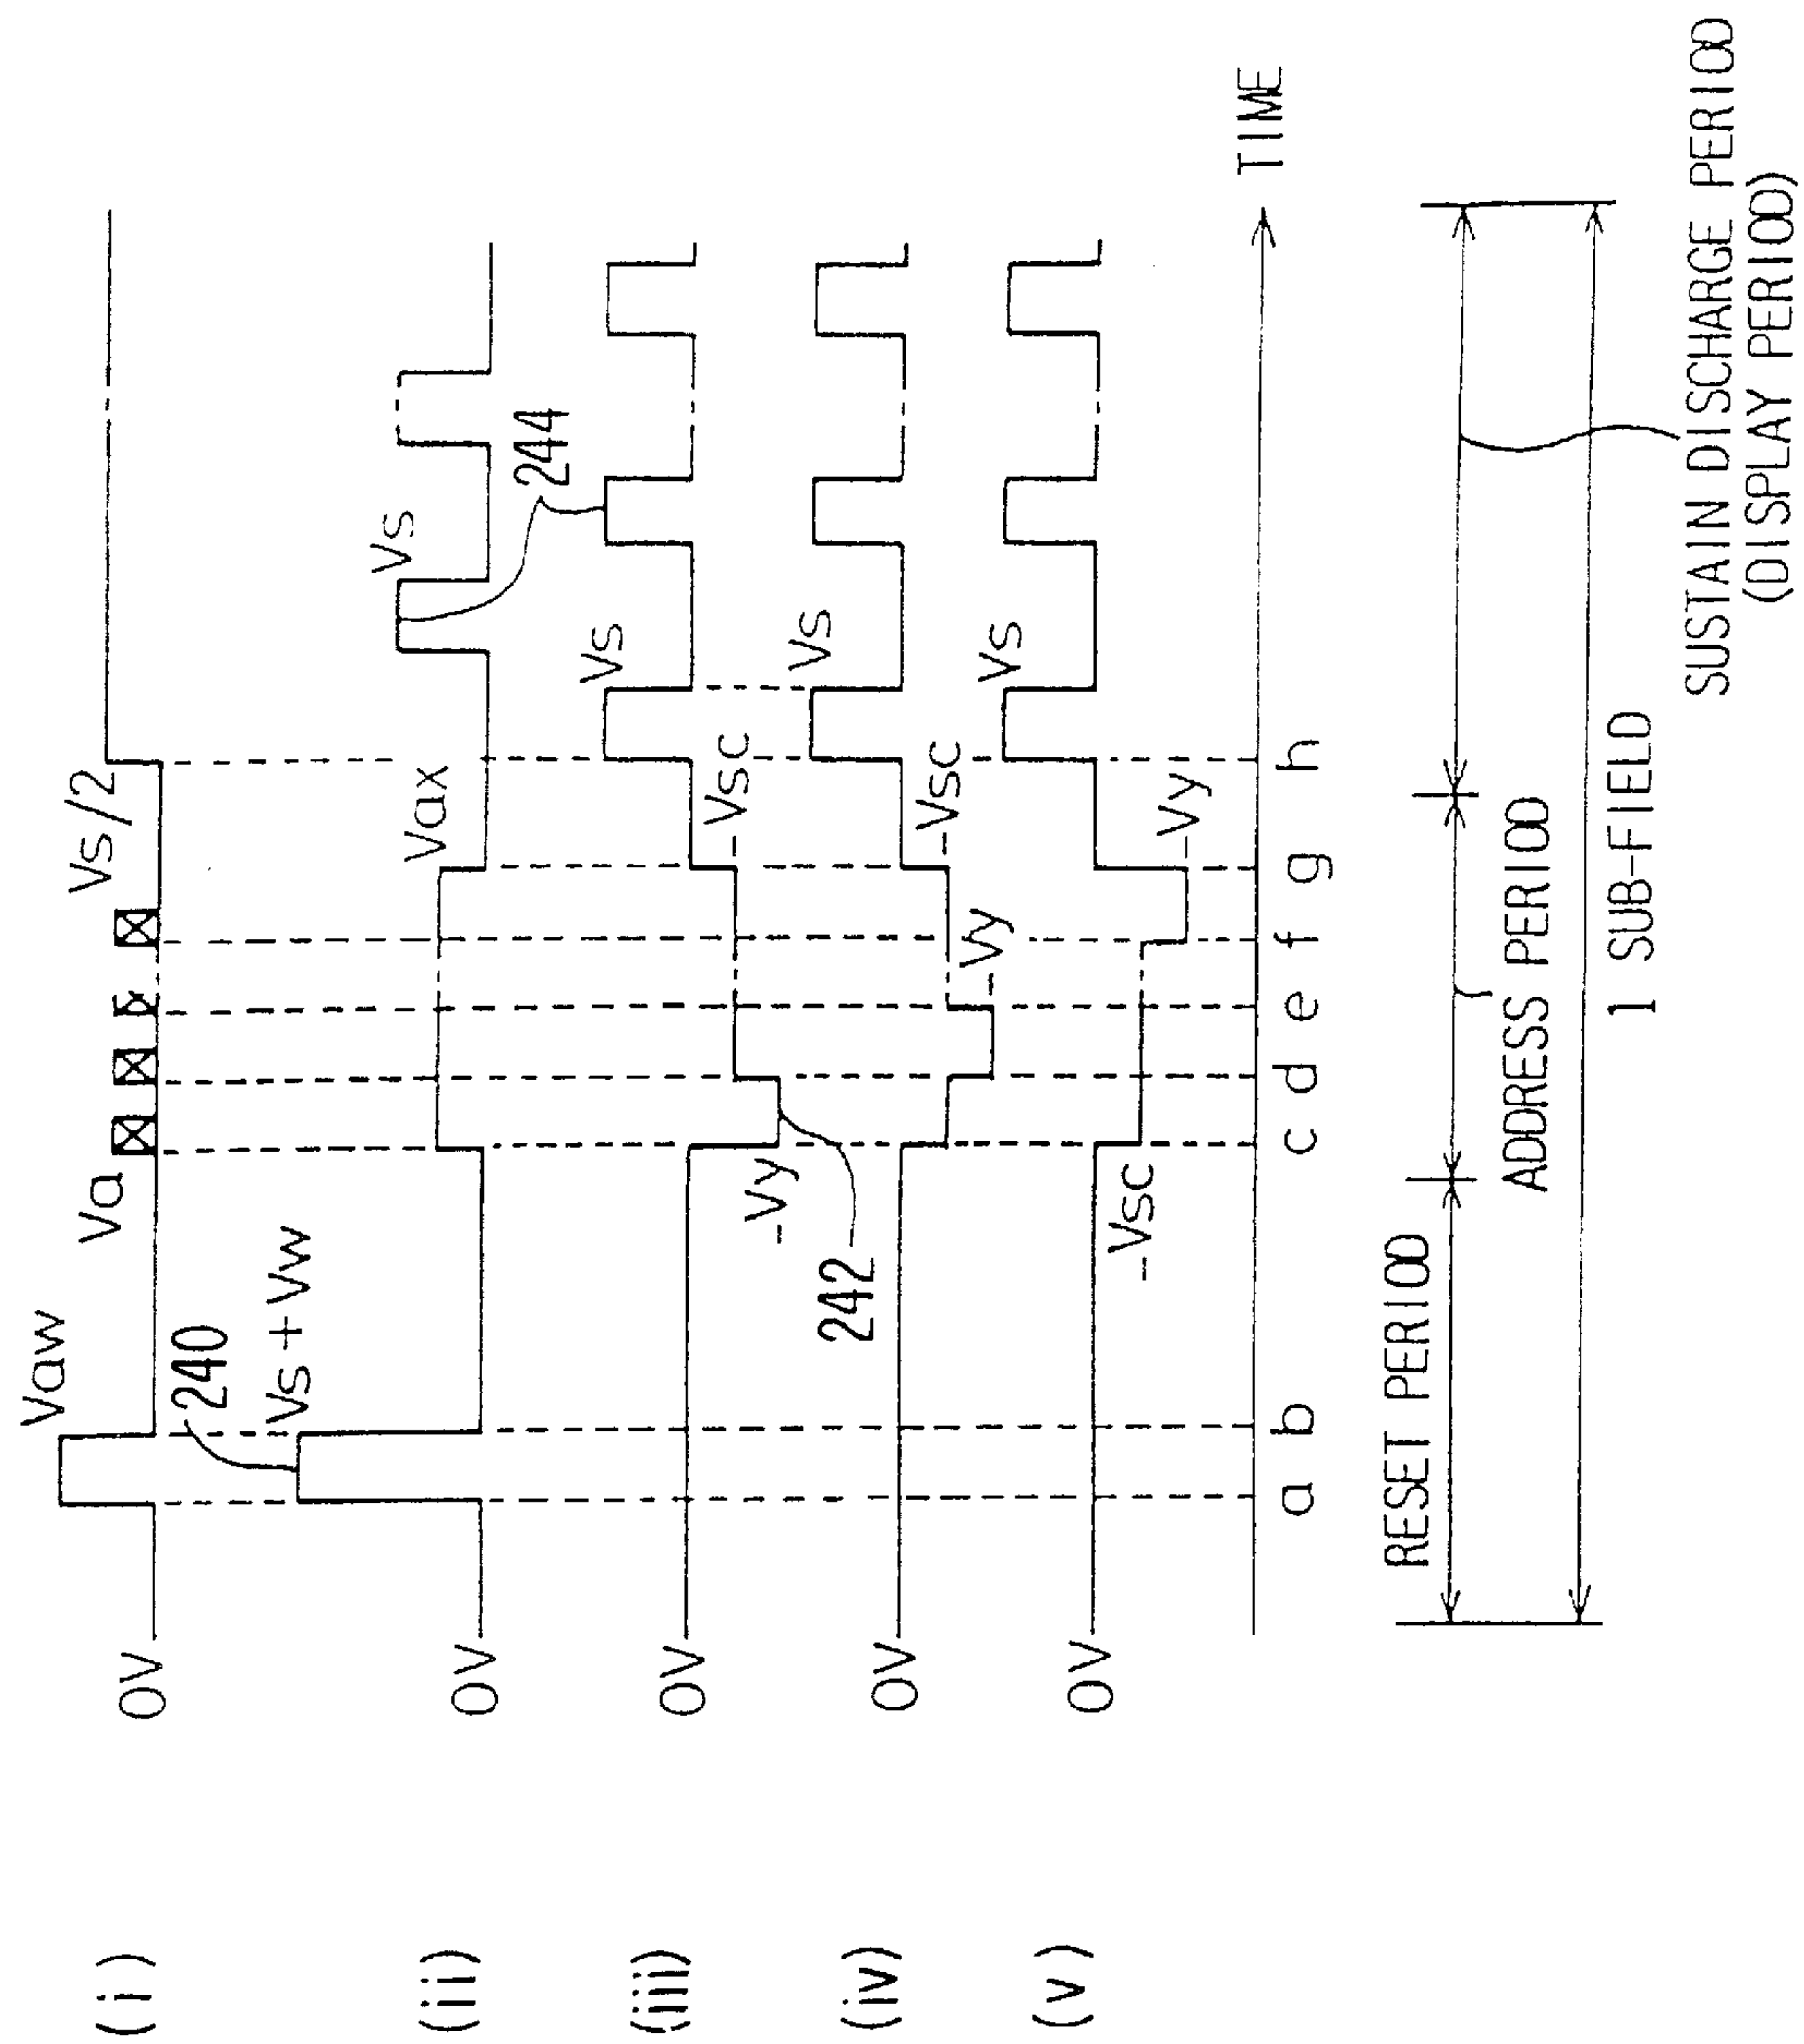 (i)
0V
Vaw
Va
Vs/2
240
Vs+Vw
(ii)
0V
Vax
Vs
244
(iii)
0V
-Vy
-Vsc
Vs
242
(iv)
0V
-Vy
-Vsc
Vs
(v)
0V
-Vsc
-Vy
Vs
a b c d e f g h
TIME
RESET PERIOD
ADDRESS PERIOD
1 SUB-FIELD
SUSTAIN DISCHARGE PERIOD
(DISPLAY PERIOD)